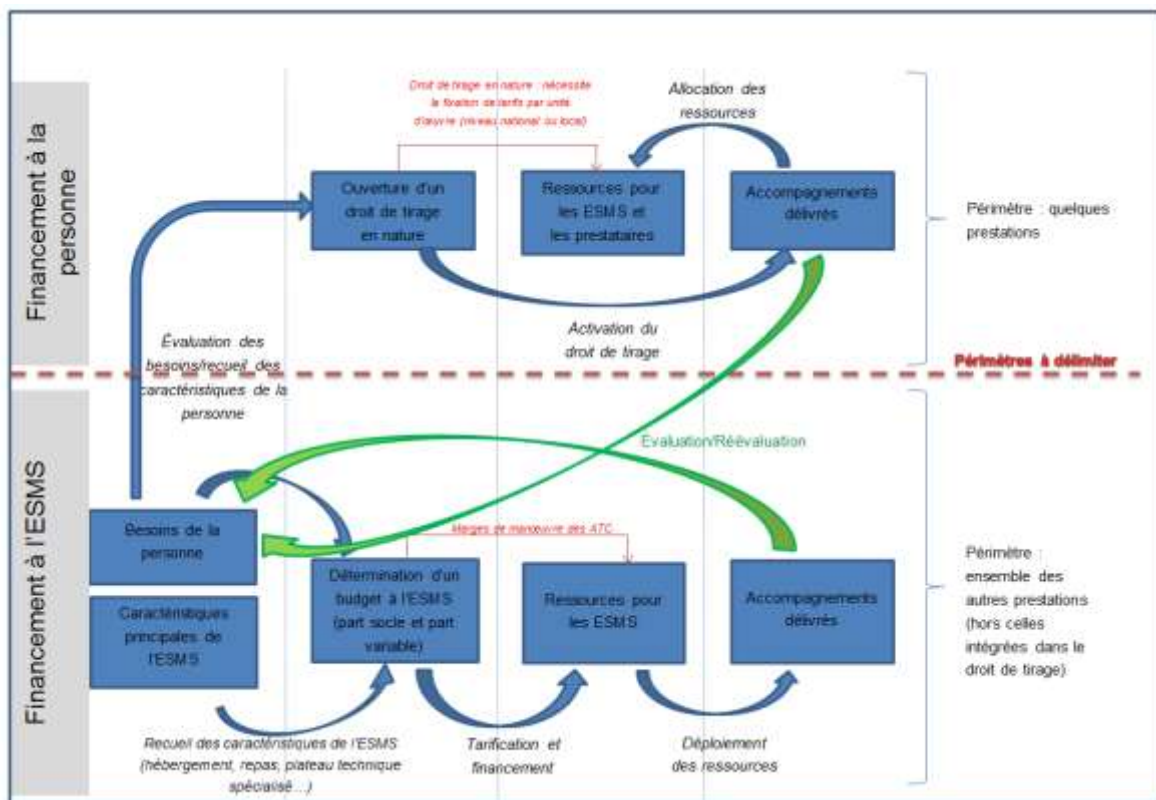 Financement à la
personne
Droit de tirage en nature : nécessite
la fixation de tarifs par unité
d'œuvre (niveau national ou local)
Allocation des
ressources
Ouverture d'un
droit de tirage
en nature
Ressources pour
les ESMS et
les prestataires
Accompagnements
délivrés
Périmètre : quelques
prestations
Activation du
droit de tirage
Évaluation des
besoins/recueil des
caractéristiques de la
personne
Périmètres à délimiter
Financement à l'ESMS
Evaluation/Réévaluation
Besoins de la
personne
Marges de manœuvre des ATC
Caractéristiques
principales de
l'ESMS
Détermination d'un
budget à l'ESMS
(part socle et part
variable)
Ressources pour
les ESMS
Accompagnements
délivrés
Périmètre :
ensemble des
autres prestations
(hors celles
intégrées dans le
droit de tirage)
Recueil des caractéristiques de l'ESMS
(hébergement, repas, plateau technique
spécialisé…)
Tarification et
financement
Déploiement
des ressources